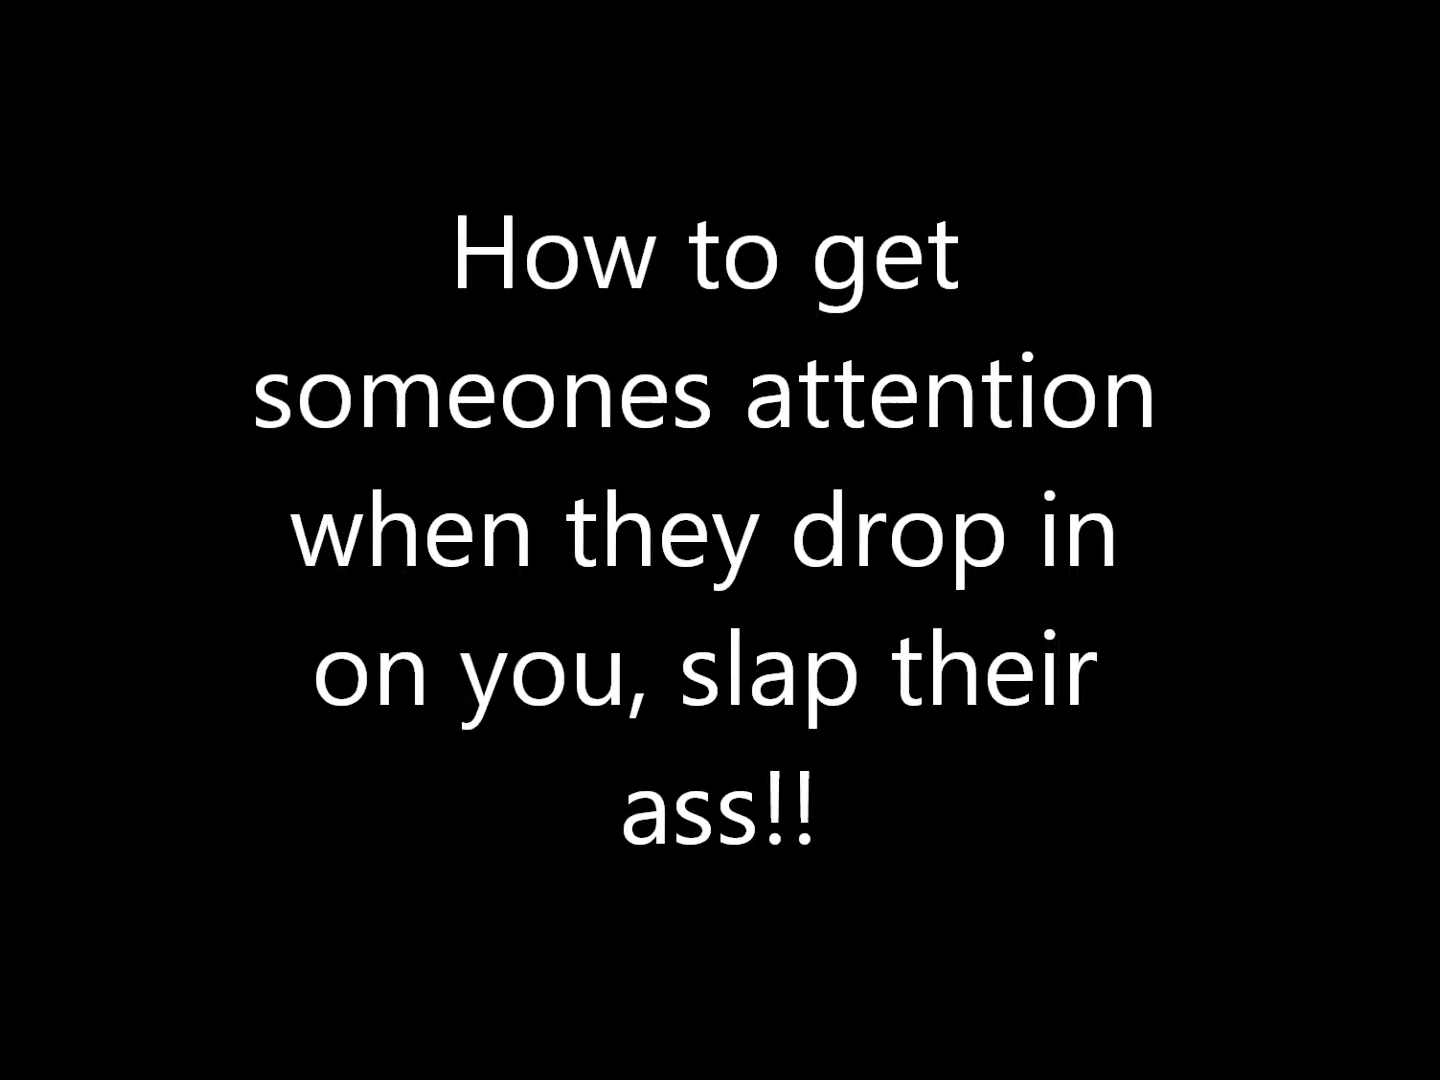 How to get
someones attention
when they drop in
on you, slap their
ass!!